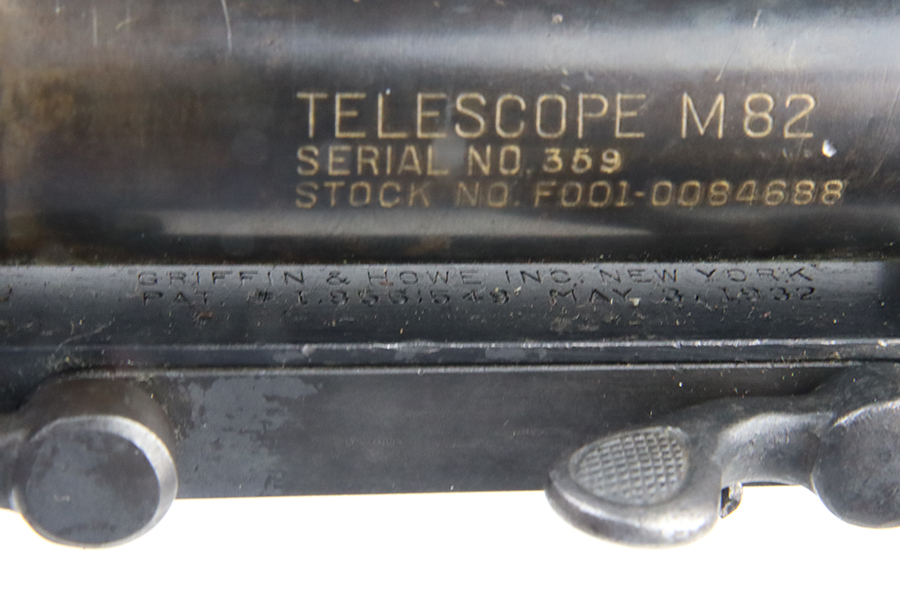 TELESCOPE M82
SERIAL NO. 359
STOCK NO. F001-0084688
GRIFFIN & HOWE INC. NEW YORK
PAT. # 1,856,549 MAY 3, 1932